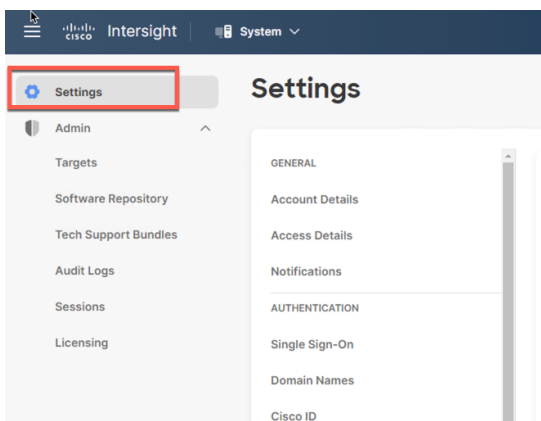 cisco Intersight System
Settings
Admin
Targets
Software Repository
Tech Support Bundles
Audit Logs
Sessions
Licensing
Settings
GENERAL
Account Details
Access Details
Notifications
AUTHENTICATION
Single Sign-On
Domain Names
Cisco ID